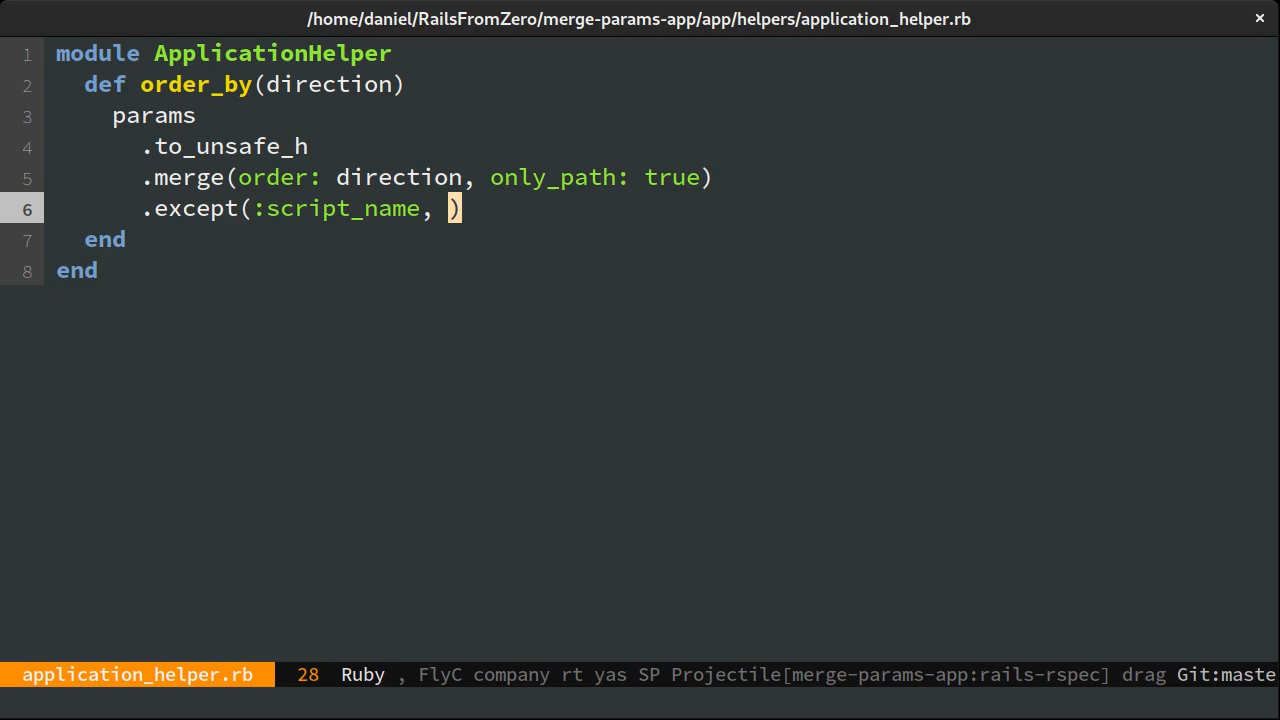 /home/daniel/RailsFromZero/merge-params-app/app/helpers/application_helper.rb ×
1 module ApplicationHelper
2 def order_by(direction)
3 params
4 .to_unsafe_h
5 .merge(order: direction, only_path: true)
6 .except(:script_name, )
7 end
8 end
application_helper.rb 28 Ruby , FlyC company rt yas SP Projectile[merge-params-app:rails-rspec] drag Git:maste